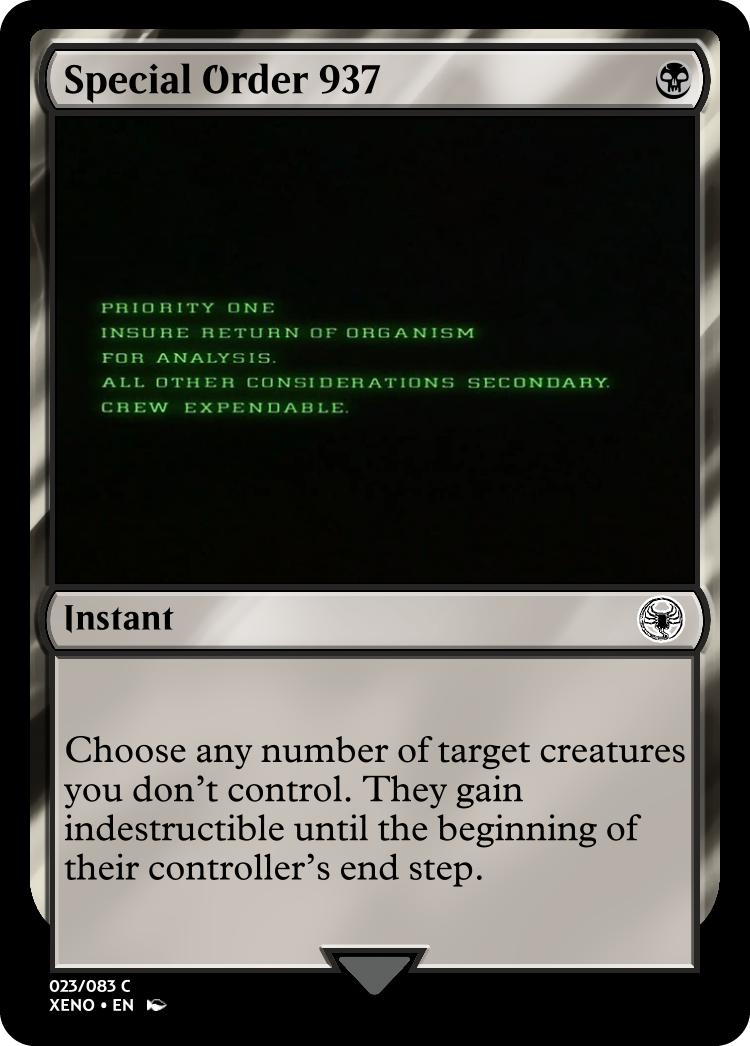 Special Order 937
PRIORITY ONE
INSURE RETURN OF ORGANISM
FOR ANALYSIS.
ALL OTHER CONSIDERATIONS SECONDARY.
CREW EXPENDABLE.
Instant
Choose any number of target creatures
you don't control. They gain
indestructible until the beginning of
their controller's end step.
023/083 C
XENO • EN